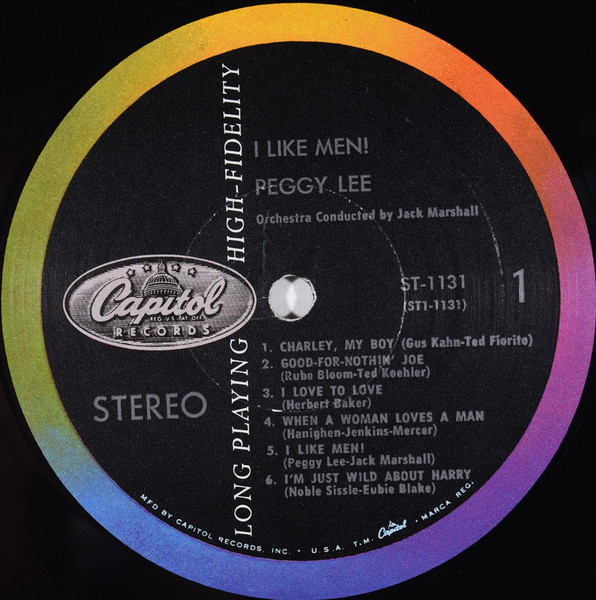 LONG PLAYING HIGH-FIDELITY
I LIKE MEN!
PEGGY LEE
Orchestra Conducted by Jack Marshall
ST-1131
(ST1-1131)
1
Capitol
REG. U.S. PAT. OFF.
RECORDS
STEREO
1. CHARLEY, MY BOY (Gus Kahn-Ted Fiorito)
2. GOOD-FOR-NOTHIN' JOE
(Rube Bloom-Ted Koehler)
3. I LOVE TO LOVE
(Herbert Baker)
4. WHEN A WOMAN LOVES A MAN
(Hanighen-Jenkins-Mercer)
5. I LIKE MEN!
(Peggy Lee-Jack Marshall)
6. I'M JUST WILD ABOUT HARRY
(Noble Sissle-Eubie Blake)
MFD BY CAPITOL RECORDS, INC. • U.S.A. T.M. Capitol • MARCA REG.